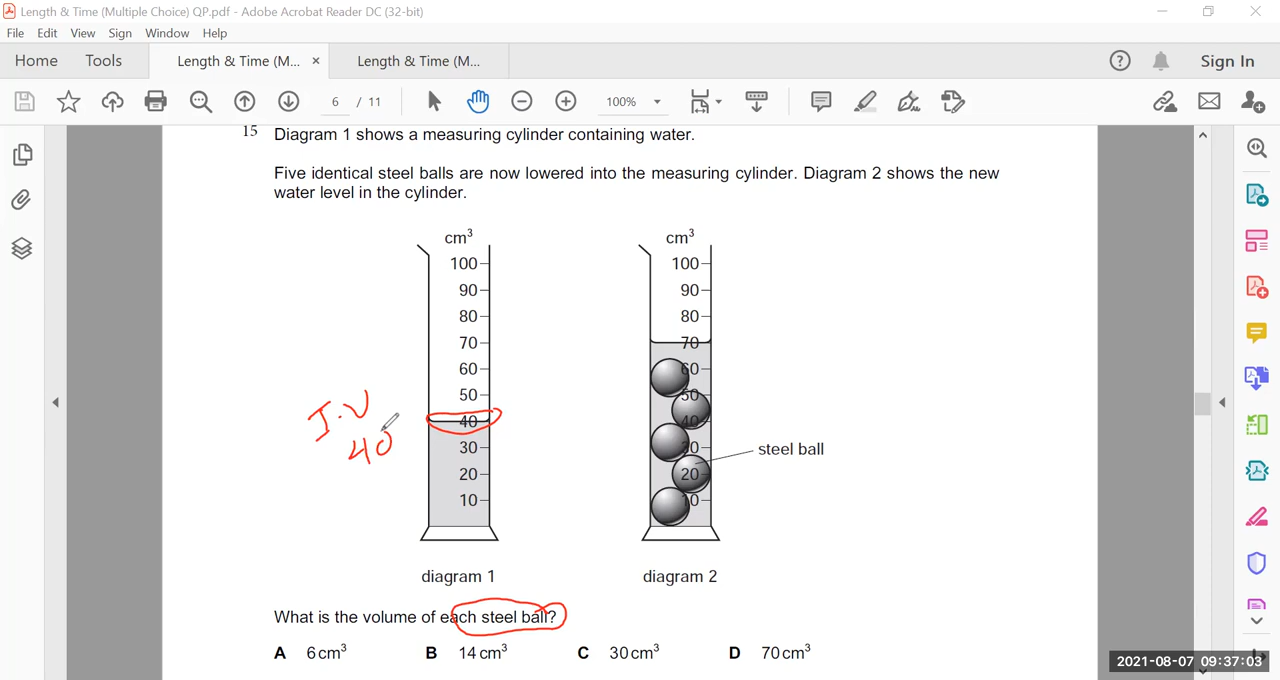 Length & Time (Multiple Choice) QP.pdf - Adobe Acrobat Reader DC (32-bit)
File Edit View Sign Window Help
Home Tools Length & Time (M... × Length & Time (M... ? Sign In
6 / 11 100%
15 Diagram 1 shows a measuring cylinder containing water.
Five identical steel balls are now lowered into the measuring cylinder. Diagram 2 shows the new
water level in the cylinder.
cm³ cm³
100 100
90 90
80 80
70 70
60 60
50 50
40 40
30 30
20 20
10 10
I.V
40
steel ball
diagram 1 diagram 2
What is the volume of each steel ball?
A 6 cm³ B 14 cm³ C 30 cm³ D 70 cm³
2021-08-07 09:37:03